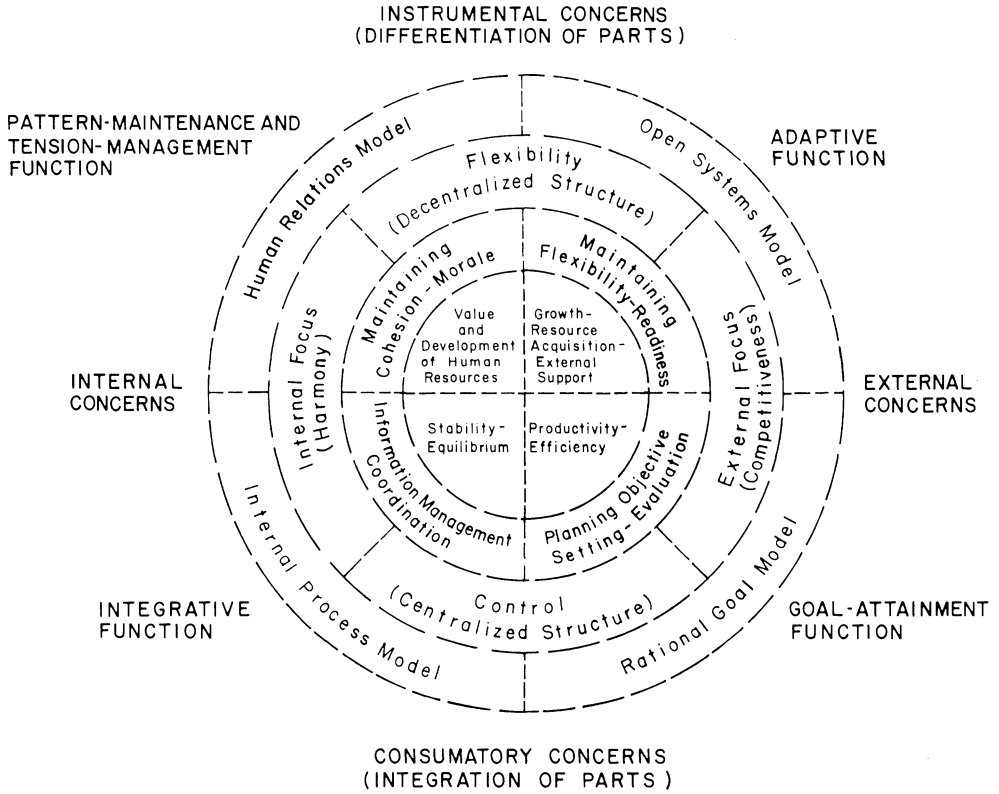 INSTRUMENTAL CONCERNS
(DIFFERENTIATION OF PARTS)
PATTERN-MAINTENANCE AND
TENSION-MANAGEMENT
FUNCTION
ADAPTIVE
FUNCTION
Human Relations Model
Open Systems Model
Flexibility
(Decentralized Structure)
Maintaining
Cohesion-Morale
Maintaining
Flexibility-Readiness
Value
and
Development
of Human
Resources
Growth-
Resource
Acquisition-
External
Support
INTERNAL
CONCERNS
Internal Focus
(Harmony)
External Focus
(Competitiveness)
EXTERNAL
CONCERNS
Stability-
Equilibrium
Productivity-
Efficiency
Information Management
Coordination
Planning Objective
Setting-Evaluation
Control
(Centralized Structure)
Internal Process Model
Rational Goal Model
INTEGRATIVE
FUNCTION
GOAL-ATTAINMENT
FUNCTION
CONSUMATORY CONCERNS
(INTEGRATION OF PARTS)